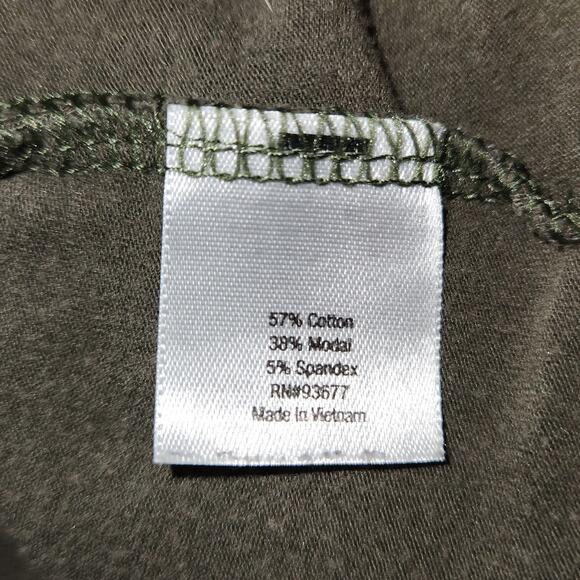 57% Cotton
38% Modal
5% Spandex
RN#93677
Made in Vietnam